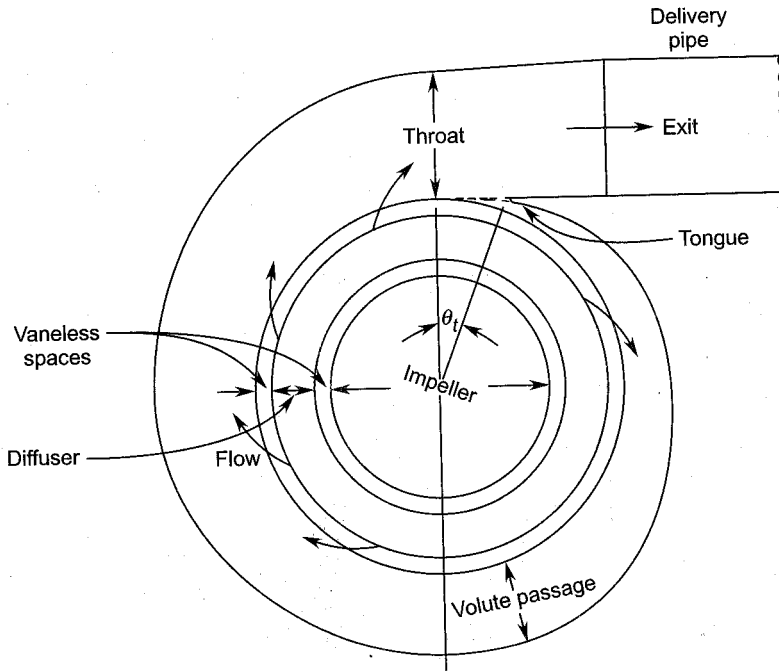 Delivery
pipe
Throat
Exit
Tongue
Vaneless
spaces
θt
Impeller
Diffuser
Flow
Volute passage